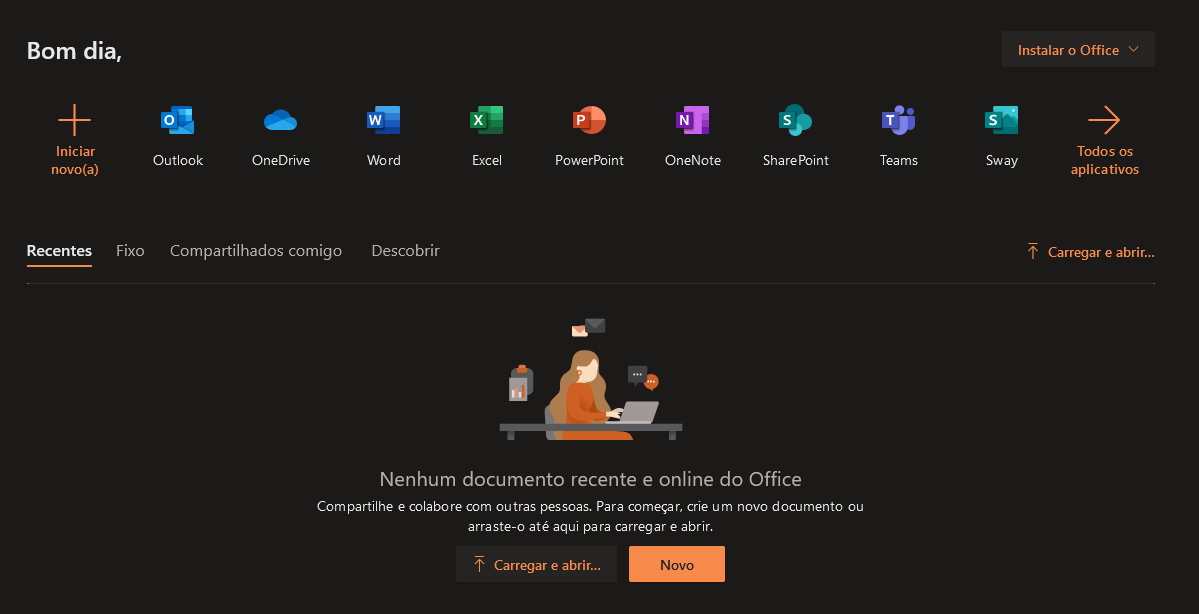 Bom dia,
Instalar o Office
Iniciar
novo(a)
Outlook
OneDrive
Word
Excel
PowerPoint
OneNote
SharePoint
Teams
Sway
Todos os
aplicativos
Recentes
Fixo
Compartilhados comigo
Descobrir
Carregar e abrir...
Nenhum documento recente e online do Office
Compartilhe e colabore com outras pessoas. Para começar, crie um novo documento ou
arraste-o até aqui para carregar e abrir.
Carregar e abrir...
Novo